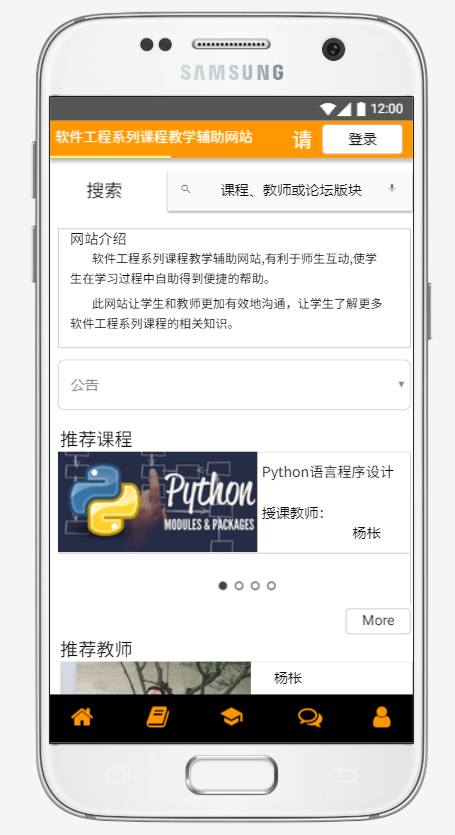 SAMSUNG
12:00
软件工程系列课程教学辅助网站 请 登录
搜索 课程、教师或论坛版块
网站介绍
软件工程系列课程教学辅助网站,有利于师生互动,使学
生在学习过程中自助得到便捷的帮助。
此网站让学生和教师更加有效地沟通，让学生了解更多
软件工程系列课程的相关知识。
公告
推荐课程
Python
MODULES & PACKAGES
Python语言程序设计
授课教师：
杨枨
More
推荐教师
杨枨